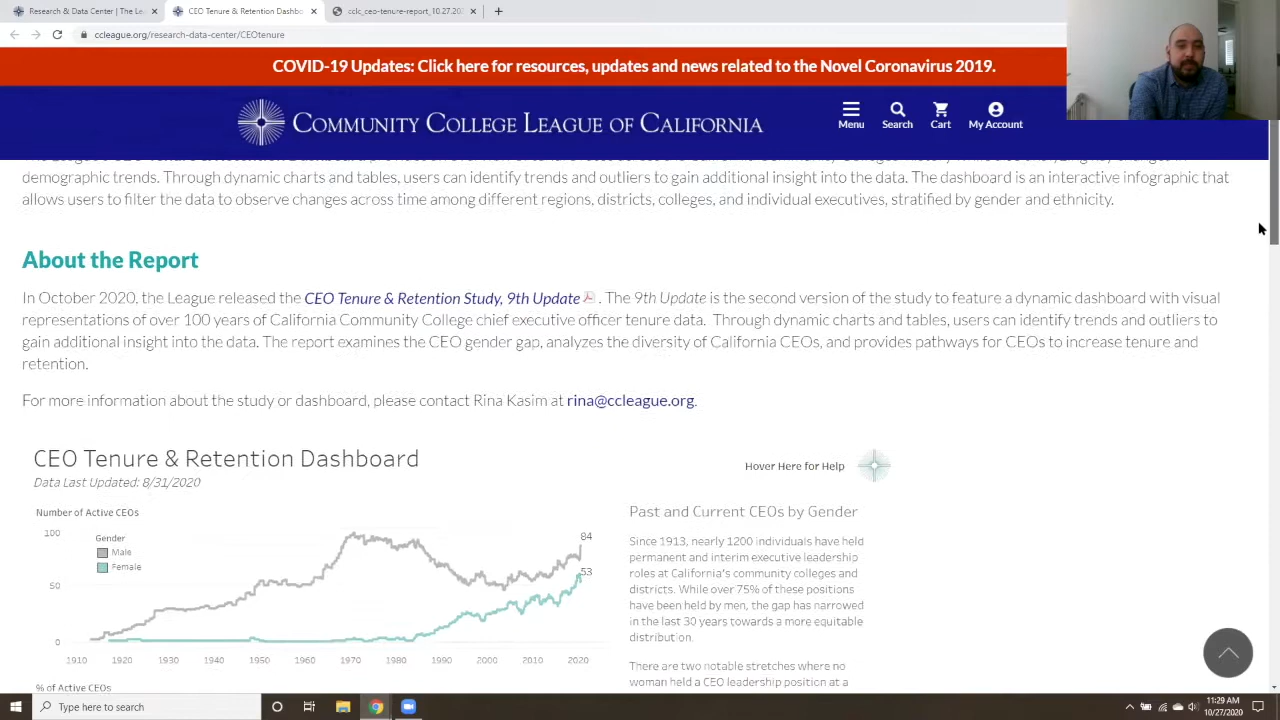 Research & Data Center | The Lea
CEO Tenure & Retention Dashbo
cclc_ceo-tenure-report_10.27.202
ccleague.org/research-data-center/CEOtenure
COVID-19 Updates: Click here for resources, updates and news related to the Novel Coronavirus 2019.
COMMUNITY COLLEGE LEAGUE OF CALIFORNIA
Menu Search Cart My Account
demographic trends. Through dynamic charts and tables, users can identify trends and outliers to gain additional insight into the data. The dashboard is an interactive infographic that
allows users to filter the data to observe changes across time among different regions, districts, colleges, and individual executives, stratified by gender and ethnicity.
About the Report
In October 2020, the League released the CEO Tenure & Retention Study, 9th Update . The 9th Update is the second version of the study to feature a dynamic dashboard with visual
representations of over 100 years of California Community College chief executive officer tenure data. Through dynamic charts and tables, users can identify trends and outliers to
gain additional insight into the data. The report examines the CEO gender gap, analyzes the diversity of California CEOs, and provides pathways for CEOs to increase tenure and
retention.
For more information about the study or dashboard, please contact Rina Kasim at rina@ccleague.org.
CEO Tenure & Retention Dashboard
Hover Here for Help
Data Last Updated: 8/31/2020
Number of Active CEOs
100
50
0
Gender
Male
Female
84
53
1910 1920 1930 1940 1950 1960 1970 1980 1990 2000 2010 2020
% of Active CEOs
Past and Current CEOs by Gender
Since 1913, nearly 1200 individuals have held
permanent and interim executive leadership
roles at California's community colleges and
districts. While over 75% of these positions
have been held by men, the gap has narrowed
in the last 30 years towards a more equitable
distribution.
There are two notable stretches where no
woman held a CEO leadership position at a
Type here to search
11:29 AM
10/27/2020